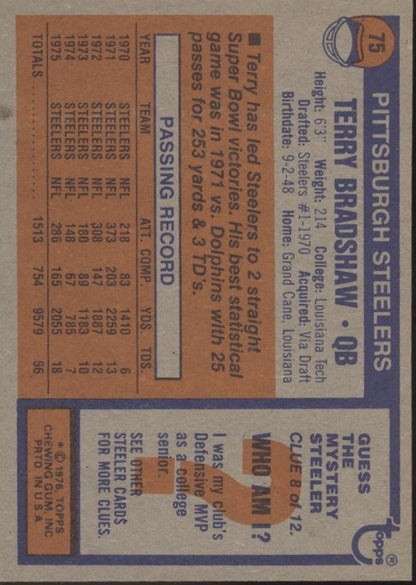 75
PITTSBURGH STEELERS
TERRY BRADSHAW • QB
Height: 6'3" Weight: 214 College: Louisiana Tech
Drafted: Steelers #1-1970 Acquired: Via Draft
Birthdate: 9-2-48 Home: Grand Cane, Louisiana
■ Terry has led Steelers to 2 straight
Super Bowl victories. His best statistical
game was in 1971 vs. Dolphins with 25
passes for 253 yards & 3 TD's.
PASSING RECORD
YEAR TEAM ATT. COMP. YDS. TDS.
1970 STEELERS NFL 218 83 1410 6
1971 STEELERS NFL 373 203 2259 13
1972 STEELERS NFL 308 147 1887 12
1973 STEELERS NFL 180 89 1183 10
1974 STEELERS NFL 148 67 785 7
1975 STEELERS NFL 286 165 2055 18
TOTALS 1513 754 9579 66
topps®
GUESS
THE
MYSTERY
STEELER
CLUE 8 of 12.
?
WHO AM I?
I was my club's
Defensive MVP
as a college
senior.
SEE OTHER
STEELER CARDS
FOR MORE CLUES.
* © 1976, TOPPS
CHEWING GUM, INC
PRTD IN U.S.A.